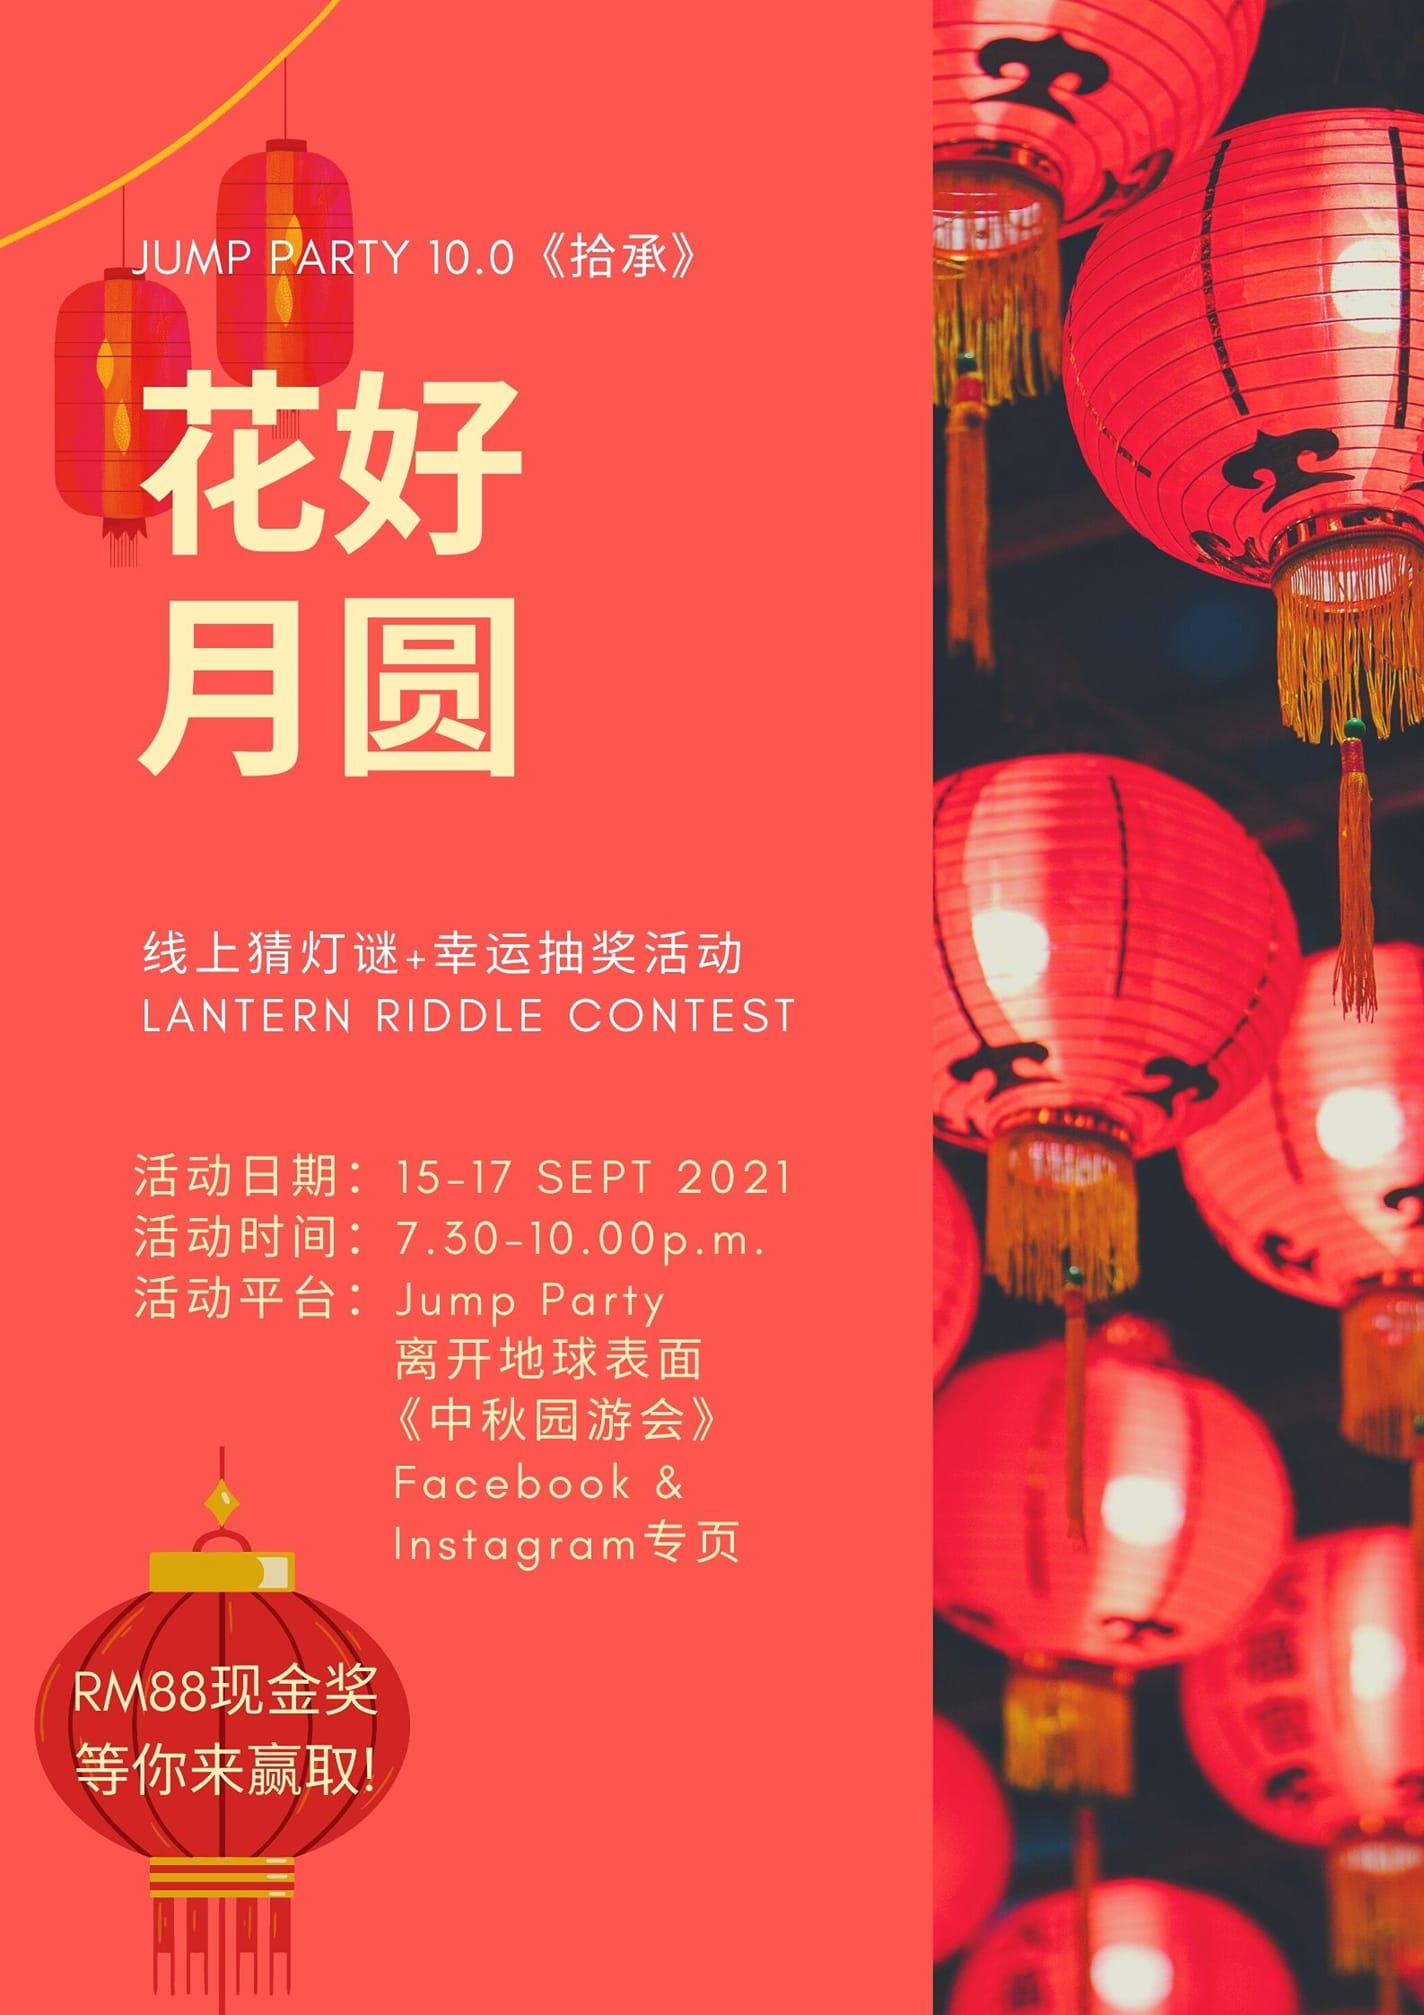 JUMP PARTY 10.0《拾承》
花好
月圆
线上猜灯谜+幸运抽奖活动
LANTERN RIDDLE CONTEST
活动日期：15-17 SEPT 2021
活动时间：7.30-10.00p.m.
活动平台：Jump Party
离开地球表面
《中秋园游会》
Facebook &
Instagram专页
RM88现金奖
等你来赢取!